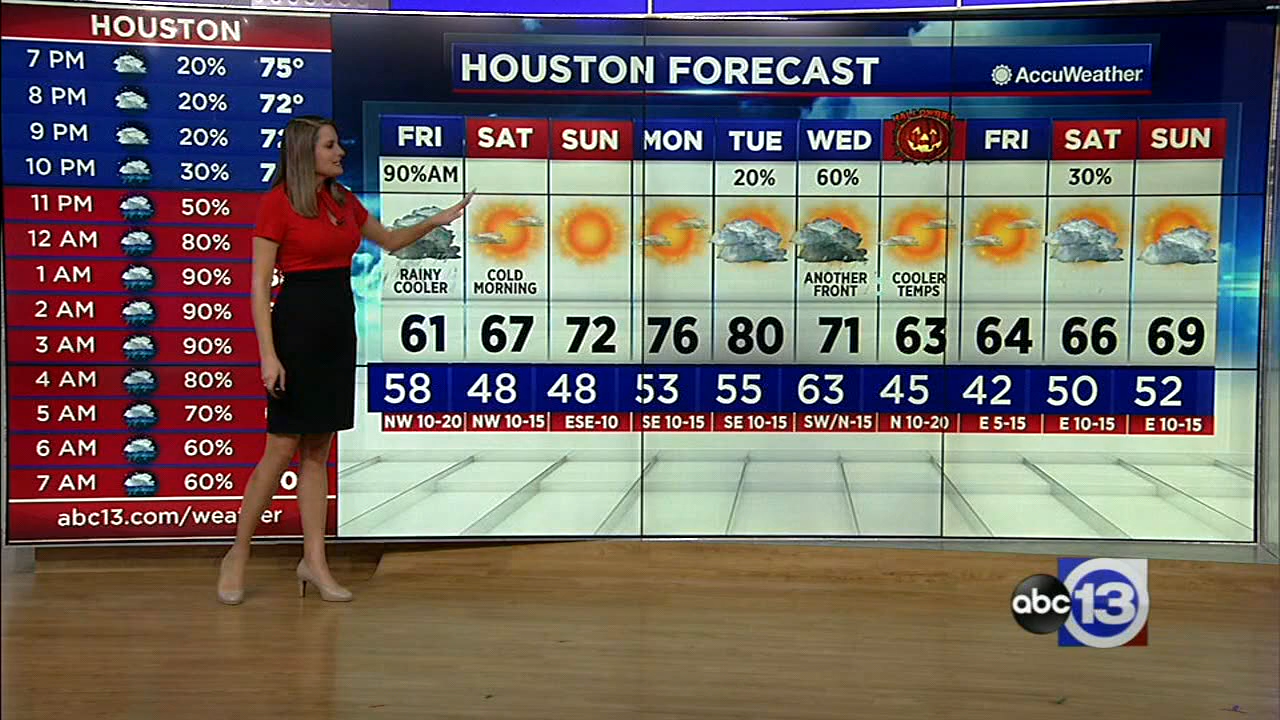 HOUSTON
7 PM 20% 75°
8 PM 20% 72°
9 PM 20%
10 PM 30%
11 PM 50%
12 AM 80%
1 AM 90%
2 AM 90%
3 AM 90%
4 AM 80%
5 AM 70%
6 AM 60%
7 AM 60%
abc13.com/weather
HOUSTON FORECAST
AccuWeather
FRI SAT SUN MON TUE WED HALLOWEEN FRI SAT SUN
90%AM 20% 60% 30%
RAINY COLD ANOTHER COOLER
COOLER MORNING FRONT TEMPS
61 67 72 76 80 71 63 64 66 69
58 48 48 53 55 63 45 42 50 52
NW 10-20 NW 10-15 ESE-10 SE 10-15 SE 10-15 SW/N-15 N 10-20 E 5-15 E 10-15 E 10-15
abc 13